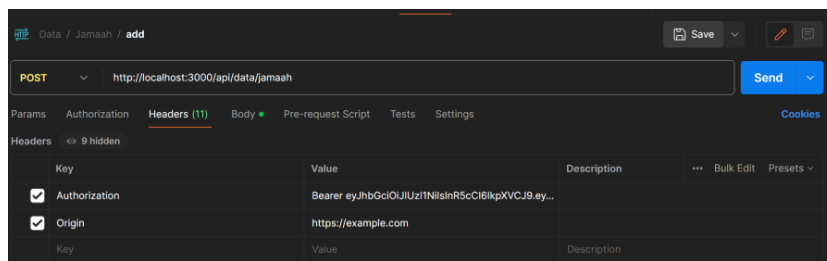 HTTP Data / Jamaah / add Save
POST http://localhost:3000/api/data/jamaah Send
Params Authorization Headers (11) Body Pre-request Script Tests Settings Cookies
Headers 9 hidden
Key Value Description ••• Bulk Edit Presets
Authorization Bearer eyJhbGciOiJIUzI1NiIsInR5cCI6IkpXVCJ9.ey...
Origin https://example.com
Key Value Description